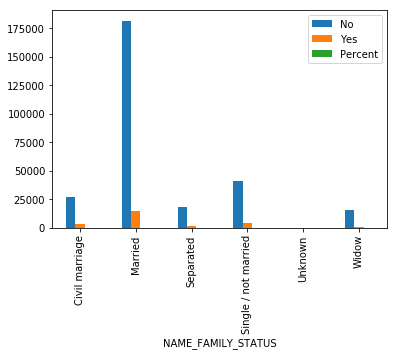 175000
150000
125000
100000
75000
50000
25000
0
No
Yes
Percent
Civil marriage
Married
Separated
Single / not married
Unknown
Widow
NAME_FAMILY_STATUS